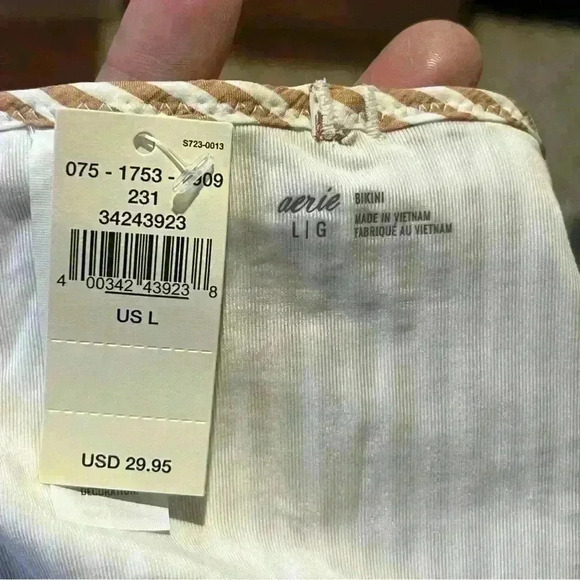 S723-0013
075 - 1753 - 
231
34243923
4 00342 43923 8
US L
USD 29.95
aerie BIKINI
L|G MADE IN VIETNAM
FABRIQUÉ AU VIETNAM